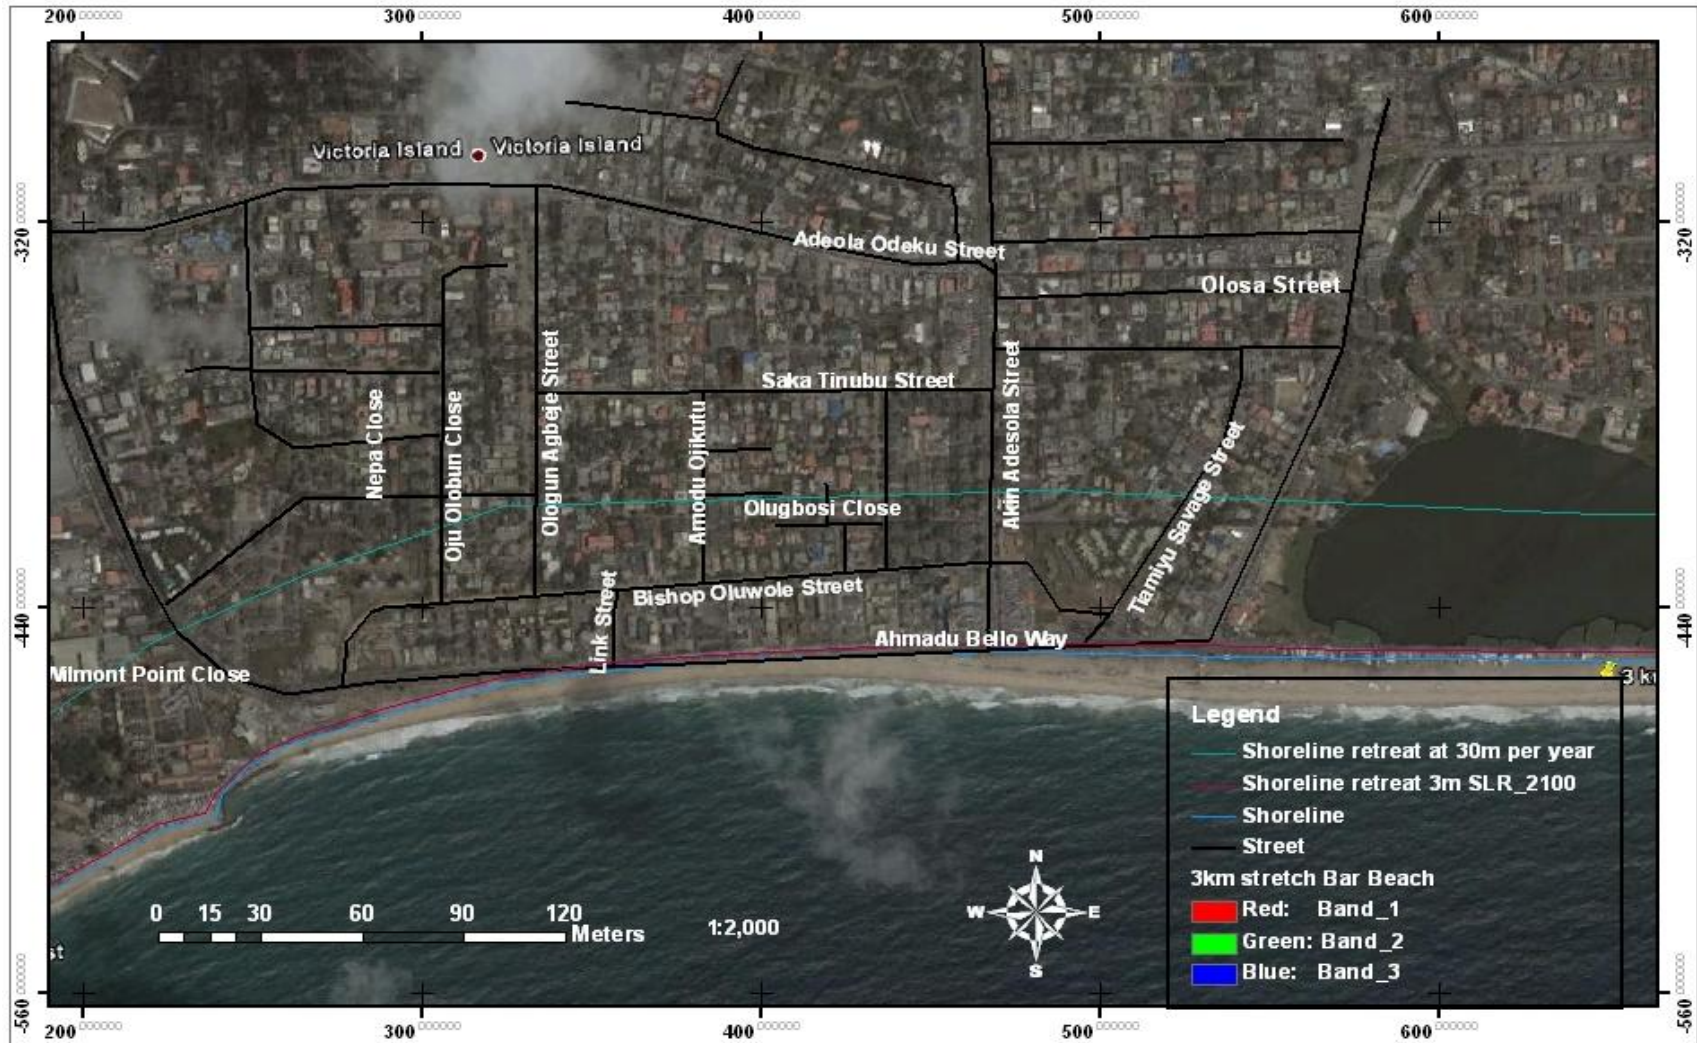 200 300 400 500 600
Victoria Island Victoria Island
-320 -320
Adeola Odeku Street
Olosa Street
Saka Tinubu Street
Nepa Close
Oju Olobun Close
Ologun Agbeje Street
Amodu Ojikutu
Akin Adesola Street
Tiamiyu Savage Street
Olugbosi Close
Bishop Oluwole Street
Link Street
-440 -440
Ahmadu Bello Way
Wilmont Point Close
3 k
Legend
Shoreline retreat at 30m per year
Shoreline retreat 3m SLR_2100
Shoreline
Street
3km stretch Bar Beach
Red: Band_1
Green: Band_2
Blue: Band_3
N
W E
S
0 15 30 60 90 120
Meters
1:2,000
st
-560 -560
200 300 400 500 600